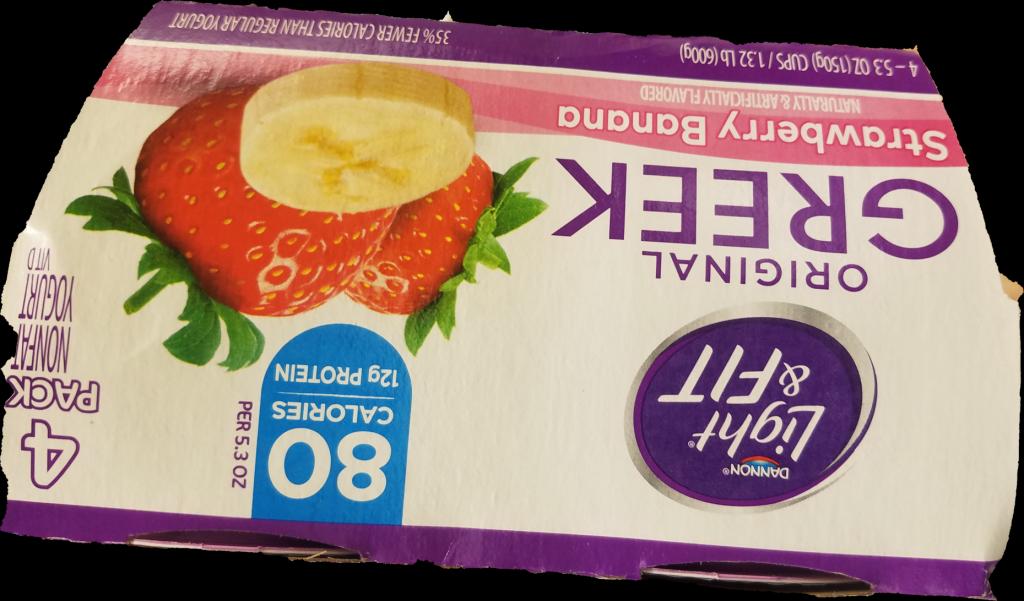 DANNON®
Light®
& FIT
ORIGINAL
GREEK
Strawberry Banana
NATURALLY & ARTIFICIALLY FLAVORED
4 – 5.3 OZ (150g) CUPS / 1.32 Lb (600g)
80
CALORIES
12g PROTEIN
PER 5.3 OZ
4
PACK
NONFAT
YOGURT
VIT D
35% FEWER CALORIES THAN REGULAR YOGURT